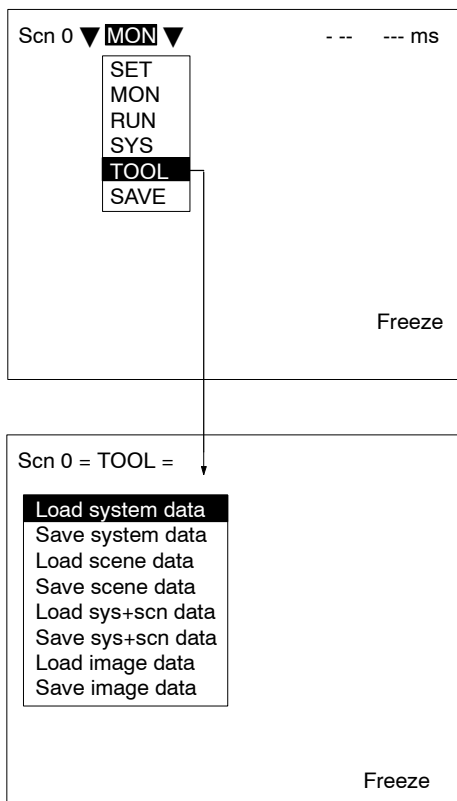 Scn 0 ▼ MON ▼ - -- --- ms
SET
MON
RUN
SYS
TOOL
SAVE
Freeze
Scn 0 = TOOL =
Load system data
Save system data
Load scene data
Save scene data
Load sys+scn data
Save sys+scn data
Load image data
Save image data
Freeze